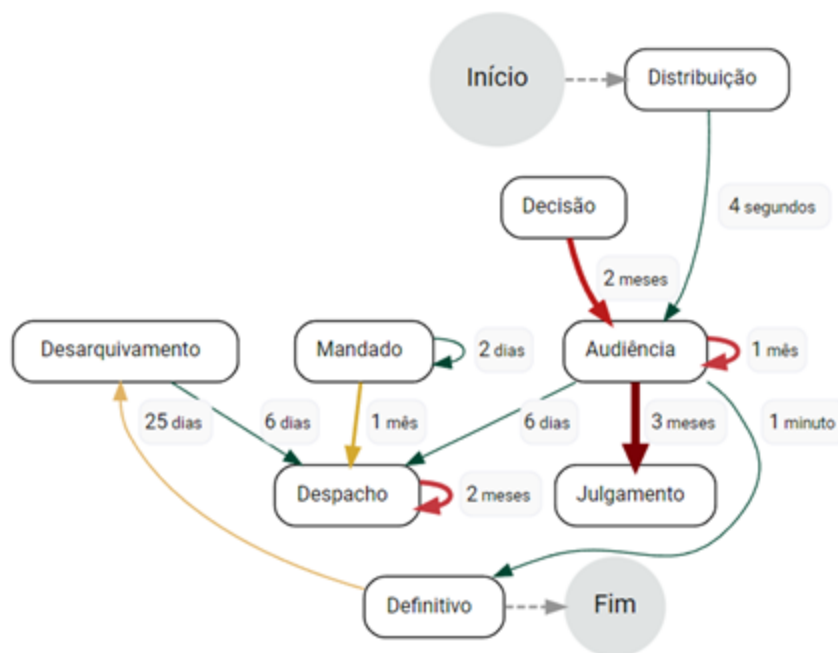 Início
Distribuição
Decisão
4 segundos
2 meses
Desarquivamento
Mandado
2 dias
Audiência
1 mês
25 dias
6 dias
1 mês
6 dias
3 meses
1 minuto
Despacho
2 meses
Julgamento
Definitivo
Fim